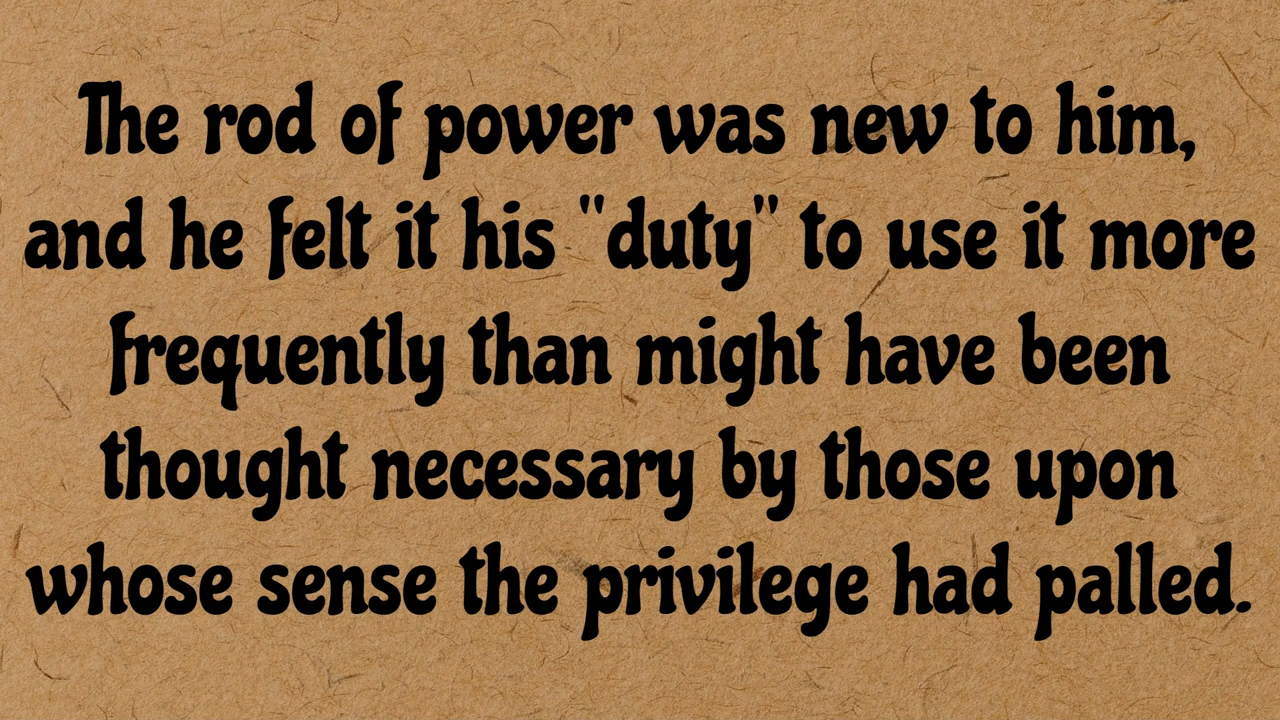 The rod of power was new to him,
and he felt it his "duty" to use it more
frequently than might have been
thought necessary by those upon
whose sense the privilege had palled.